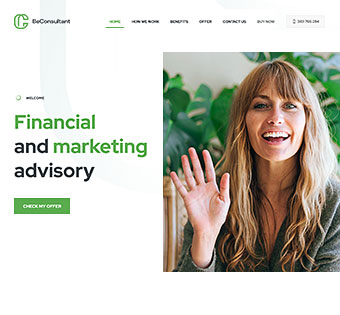 BeConsultant
HOME HOW WE WORK BENEFITS OFFER CONTACT US BUY NOW
WELCOME
Financial
and marketing
advisory
CHECK MY OFFER